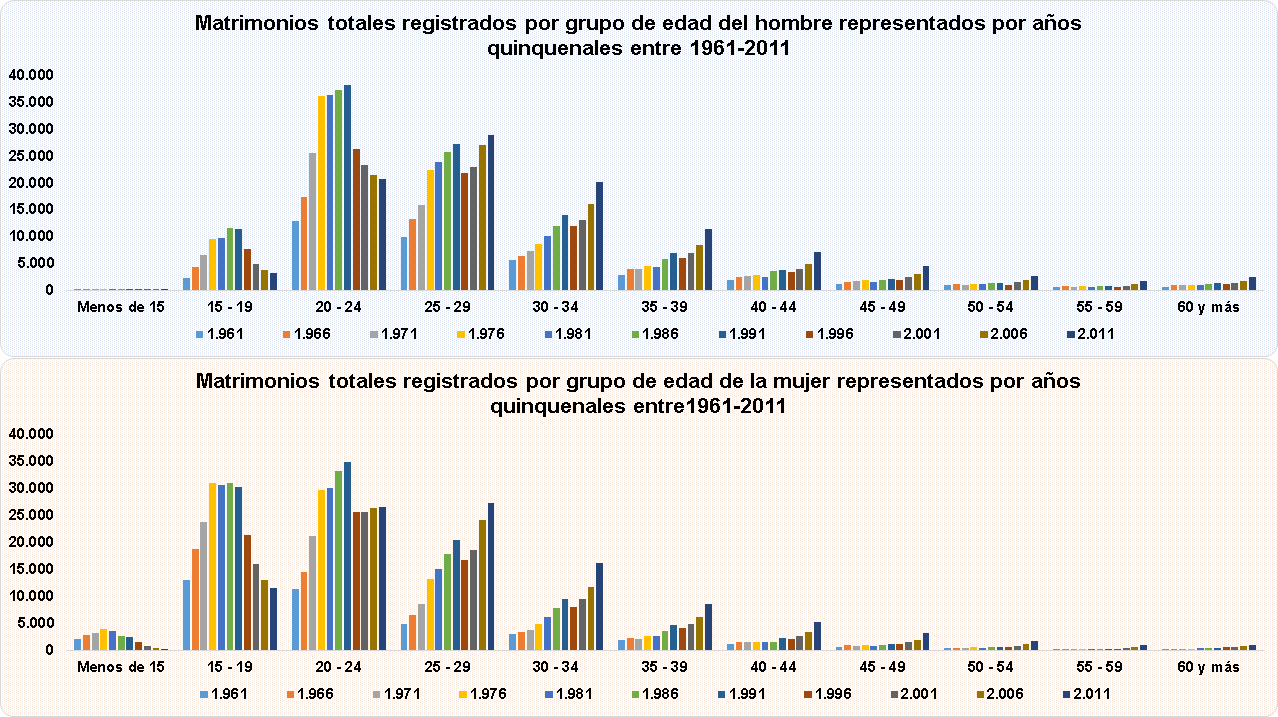 Matrimonios totales registrados por grupo de edad del hombre representados por años
quinquenales entre 1961-2011
40.000
35.000
30.000
25.000
20.000
15.000
10.000
5.000
0
Menos de 15 15 - 19 20 - 24 25 - 29 30 - 34 35 - 39 40 - 44 45 - 49 50 - 54 55 - 59 60 y más
1.961 1.966 1.971 1.976 1.981 1.986 1.991 1.996 2.001 2.006 2.011
Matrimonios totales registrados por grupo de edad de la mujer representados por años
quinquenales entre1961-2011
40.000
35.000
30.000
25.000
20.000
15.000
10.000
5.000
0
Menos de 15 15 - 19 20 - 24 25 - 29 30 - 34 35 - 39 40 - 44 45 - 49 50 - 54 55 - 59 60 y más
1.961 1.966 1.971 1.976 1.981 1.986 1.991 1.996 2.001 2.006 2.011